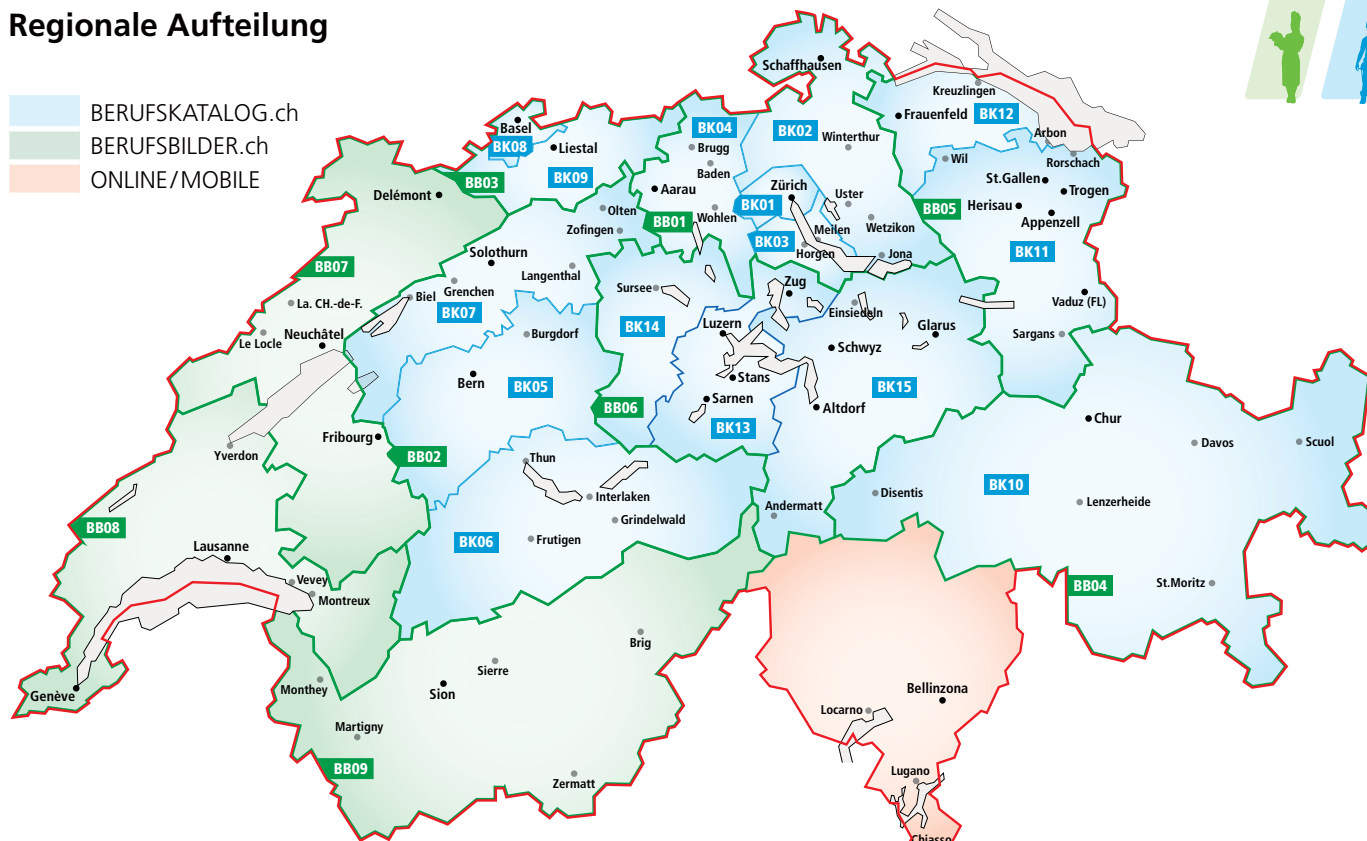 Regionale Aufteilung
BERUFSKATALOG.ch
BERUFSBILDER.ch
ONLINE/MOBILE
Schaffhausen
Kreuzlingen
BK12
Frauenfeld
Arbon
Rorschach
Wil
St.Gallen
Trogen
Herisau
Appenzell
BB05
BK11
Vaduz (FL)
Sargans
Basel
BK08
Liestal
BK09
BB03
Delémont
BK04
Brugg
Baden
Aarau
Wohlen
BB01
BK02
Winterthur
Zürich
BK01
Uster
Wetzikon
BK03
Meilen
Horgen
Jona
Olten
Zofingen
Solothurn
Langenthal
Grenchen
Biel
BK07
BB07
La. CH.-de-F.
Neuchâtel
Le Locle
Sursee
BK14
Zug
Einsiedeln
Luzern
Glarus
Schwyz
Stans
BK15
Sarnen
Altdorf
BK13
BB06
Burgdorf
Bern
BK05
Fribourg
BB02
Yverdon
Thun
Interlaken
Grindelwald
Frutigen
BK06
Andermatt
Disentis
Chur
Davos
Scuol
BK10
Lenzerheide
St.Moritz
BB04
BB08
Lausanne
Vevey
Montreux
Genève
Monthey
Martigny
BB09
Sierre
Sion
Brig
Zermatt
Bellinzona
Locarno
Lugano
Chiasso